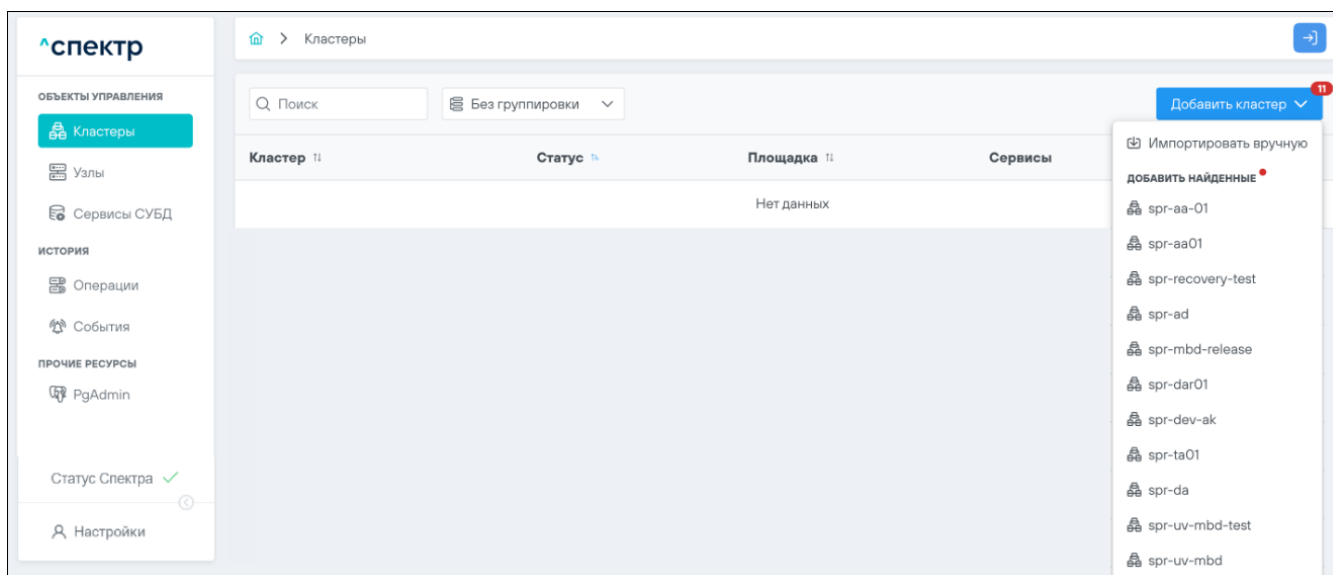 ^спектр
ОБЪЕКТЫ УПРАВЛЕНИЯ
Кластеры
Узлы
Сервисы СУБД
ИСТОРИЯ
Операции
События
ПРОЧИЕ РЕСУРСЫ
PgAdmin
Статус Спектра
Настройки
> Кластеры
Поиск
Без группировки
Добавить кластер
11
Кластер Статус Площадка Сервисы
Нет данных
Импортировать вручную
ДОБАВИТЬ НАЙДЕННЫЕ
spr-aa-01
spr-aa01
spr-recovery-test
spr-ad
spr-mbd-release
spr-dar01
spr-dev-ak
spr-ta01
spr-da
spr-uv-mbd-test
spr-uv-mbd